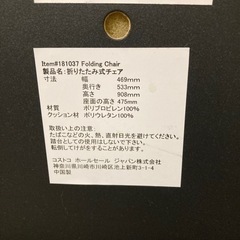 Item#181037 Folding Chair
製品名:折りたたみ式チェア
寸法 幅 469mm
奥行き 533mm
高さ 908mm
座面の高さ 475mm
材質 ポリプロピレン100%
クッション材 ポリウレタン100%
取扱い上の注意
たばこなどの火、熱、直射日光を避けてください。
踏台としての使用はしないでください。
転倒してけがをすることがあります。
コストコ ホールセール ジャパン株式会社
神奈川県川崎市川崎区池上新町3-1-4
中国製